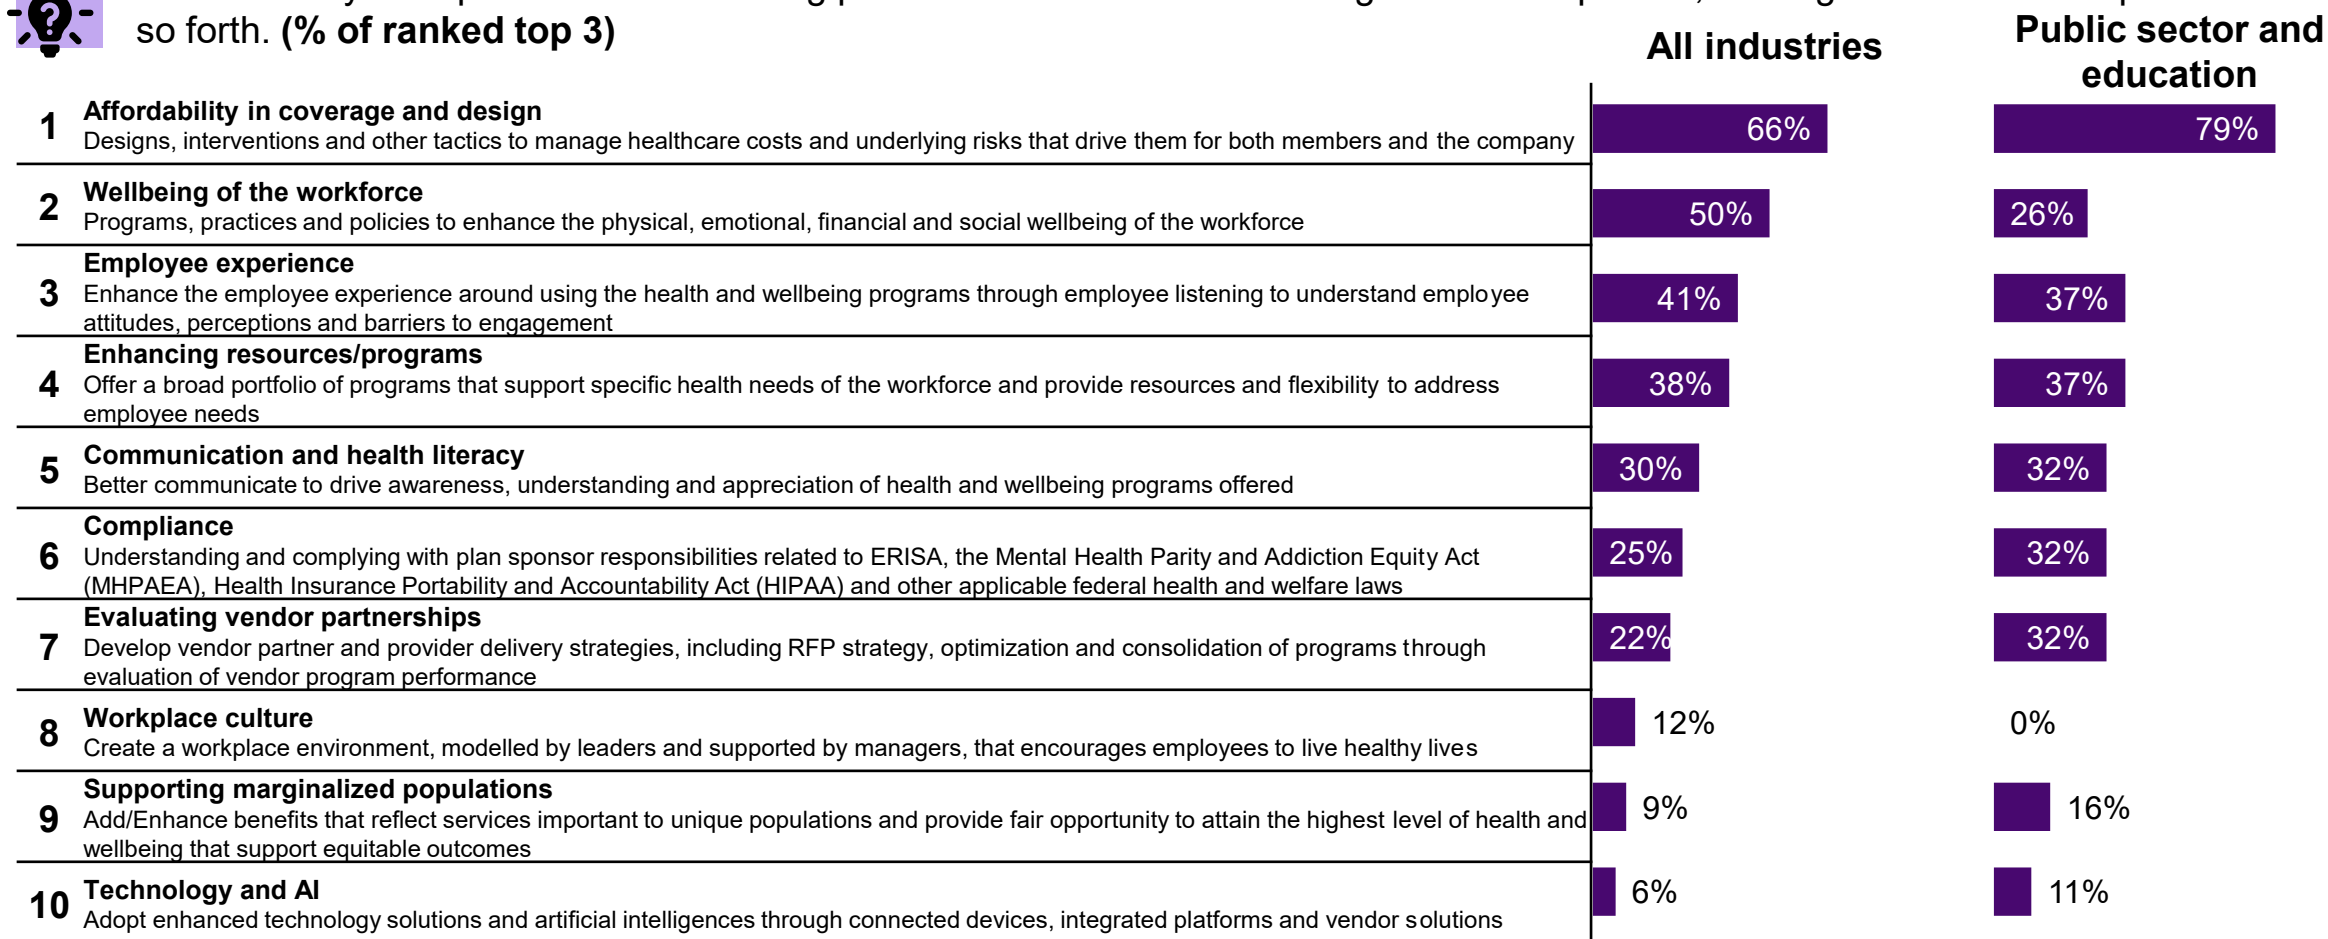 so forth. (% of ranked top 3)
All industries
Public sector and
education
1
Affordability in coverage and design
Designs, interventions and other tactics to manage healthcare costs and underlying risks that drive them for both members and the company
66%
79%
2
Wellbeing of the workforce
Programs, practices and policies to enhance the physical, emotional, financial and social wellbeing of the workforce
50%
26%
3
Employee experience
Enhance the employee experience around using the health and wellbeing programs through employee listening to understand employee
attitudes, perceptions and barriers to engagement
41%
37%
4
Enhancing resources/programs
Offer a broad portfolio of programs that support specific health needs of the workforce and provide resources and flexibility to address
employee needs
38%
37%
5
Communication and health literacy
Better communicate to drive awareness, understanding and appreciation of health and wellbeing programs offered
30%
32%
6
Compliance
Understanding and complying with plan sponsor responsibilities related to ERISA, the Mental Health Parity and Addiction Equity Act
(MHPAEA), Health Insurance Portability and Accountability Act (HIPAA) and other applicable federal health and welfare laws
25%
32%
7
Evaluating vendor partnerships
Develop vendor partner and provider delivery strategies, including RFP strategy, optimization and consolidation of programs through
evaluation of vendor program performance
22%
32%
8
Workplace culture
Create a workplace environment, modelled by leaders and supported by managers, that encourages employees to live healthy lives
12%
0%
9
Supporting marginalized populations
Add/Enhance benefits that reflect services important to unique populations and provide fair opportunity to attain the highest level of health and
wellbeing that support equitable outcomes
9%
16%
10
Technology and AI
Adopt enhanced technology solutions and artificial intelligences through connected devices, integrated platforms and vendor solutions
6%
11%